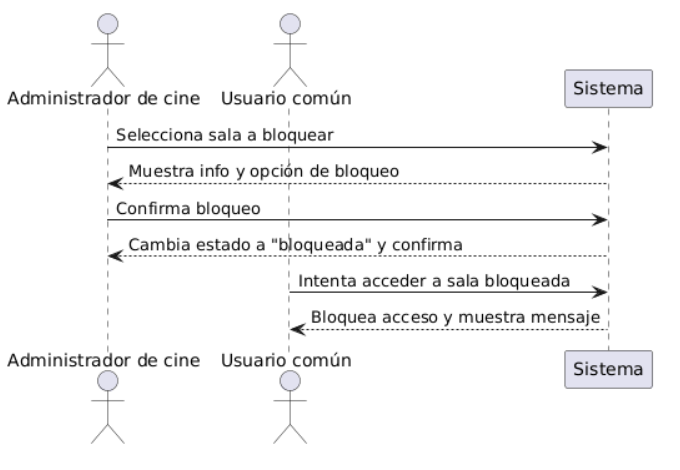 Administrador de cine
Usuario común
Sistema
Selecciona sala a bloquear
Muestra info y opción de bloqueo
Confirma bloqueo
Cambia estado a "bloqueada" y confirma
Intenta acceder a sala bloqueada
Bloquea acceso y muestra mensaje
Administrador de cine
Usuario común
Sistema